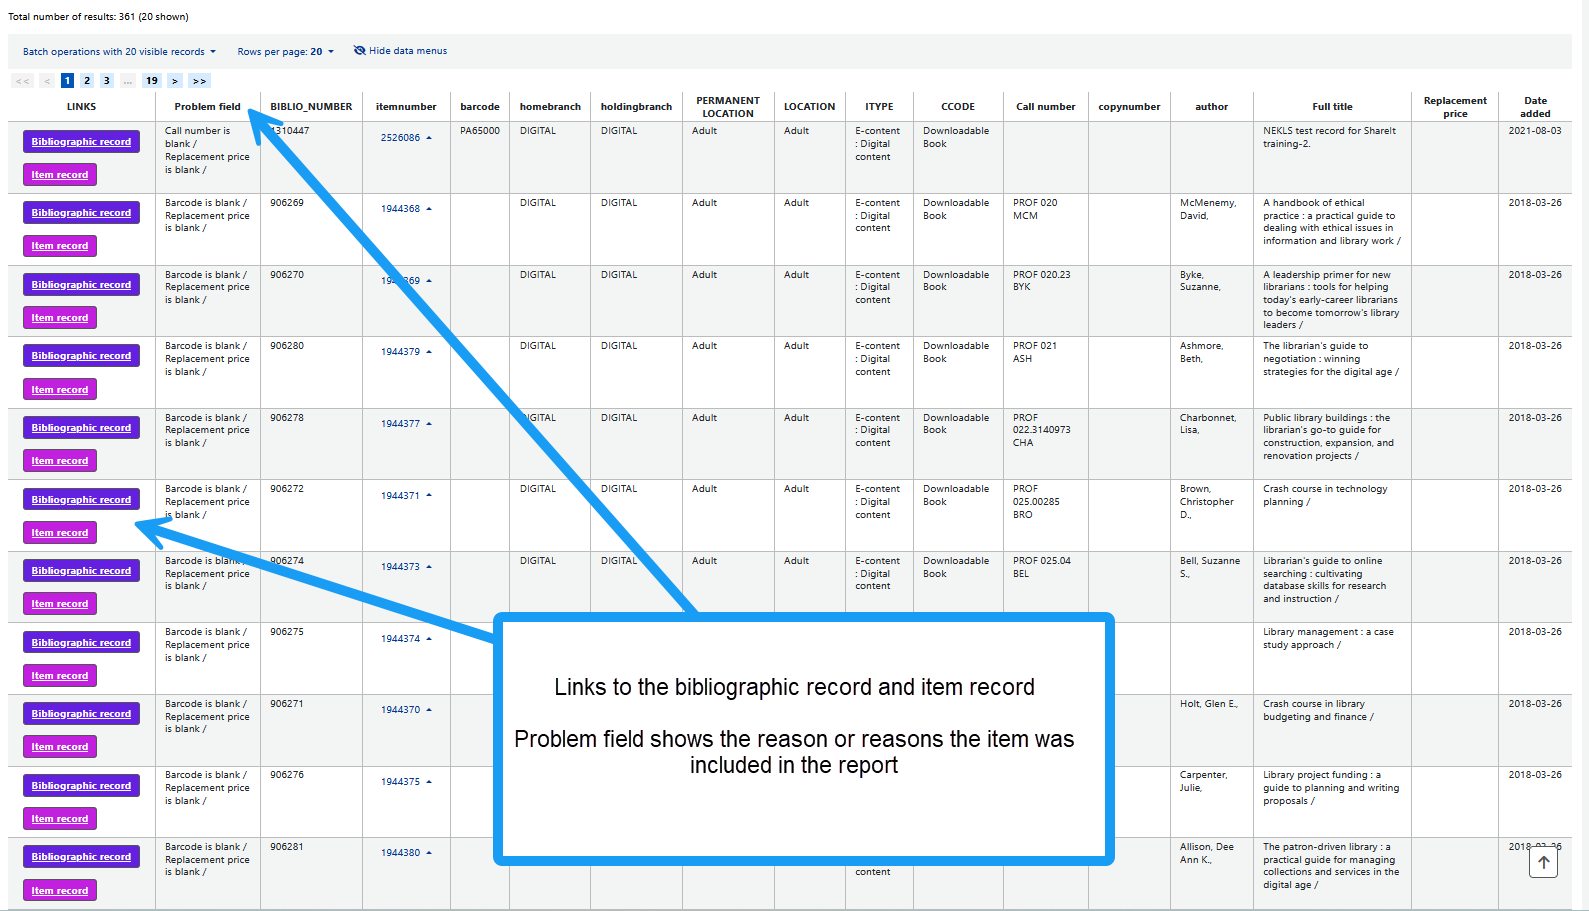 Total number of results: 361 (20 shown)
Batch operations with 20 visible records Rows per page: 20 Hide data menus
<< < 1 2 3 ... 19 > >>
LINKS Problem field BIBLIO_NUMBER itemnumber barcode homebranch holdingbranch PERMANENT LOCATION LOCATION ITYPE CCODE Call number copynumber author Full title Replacement price Date added
Bibliographic record Item record Call number is blank / Replacement price is blank / 1310447 2526086 PA65000 DIGITAL DIGITAL Adult Adult E-content : Digital content Downloadable Book NEKLS test record for ShareIt training-2. 2021-08-03
Bibliographic record Item record Barcode is blank / Replacement price is blank / 906269 1944368 DIGITAL DIGITAL Adult Adult E-content : Digital content Downloadable Book PROF 020 MCM McMenemy, David, A handbook of ethical practice : a practical guide to dealing with ethical issues in information and library work / 2018-03-26
Bibliographic record Item record Barcode is blank / Replacement price is blank / 906270 1944369 DIGITAL DIGITAL Adult Adult E-content : Digital content Downloadable Book PROF 020.23 BYK Byke, Suzanne, A leadership primer for new librarians : tools for helping today's early-career librarians to become tomorrow's library leaders / 2018-03-26
Bibliographic record Item record Barcode is blank / Replacement price is blank / 906280 1944379 DIGITAL DIGITAL Adult Adult E-content : Digital content Downloadable Book PROF 021 ASH Ashmore, Beth, The librarian's guide to negotiation : winning strategies for the digital age / 2018-03-26
Bibliographic record Item record Barcode is blank / Replacement price is blank / 906278 1944377 DIGITAL DIGITAL Adult Adult E-content : Digital content Downloadable Book PROF 022.3140973 CHA Charbonnet, Lisa, Public library buildings : the librarian's go-to guide for construction, expansion, and renovation projects / 2018-03-26
Bibliographic record Item record Barcode is blank / Replacement price is blank / 906272 1944371 DIGITAL DIGITAL Adult Adult E-content : Digital content Downloadable Book PROF 025.00285 BRO Brown, Christopher D., Crash course in technology planning / 2018-03-26
Bibliographic record Item record Barcode is blank / Replacement price is blank / 906274 1944373 DIGITAL DIGITAL Adult Adult E-content : Digital content Downloadable Book PROF 025.04 BEL Bell, Suzanne S., Librarian's guide to online searching : cultivating database skills for research and instruction / 2018-03-26
Bibliographic record Item record Barcode is blank / Replacement price is blank / 906275 1944374 Library management : a case study approach / 2018-03-26
Links to the bibliographic record and item record
Problem field shows the reason or reasons the item was
included in the report
Bibliographic record Item record Barcode is blank / Replacement price is blank / 906271 1944370 Holt, Glen E., Crash course in library budgeting and finance / 2018-03-26
Bibliographic record Item record Barcode is blank / Replacement price is blank / 906276 1944375 Carpenter, Julie, Library project funding : a guide to planning and writing proposals / 2018-03-26
Bibliographic record Item record Barcode is blank / Replacement price is blank / 906281 1944380 content Allison, Dee Ann K., The patron-driven library : a practical guide for managing collections and services in the digital age /